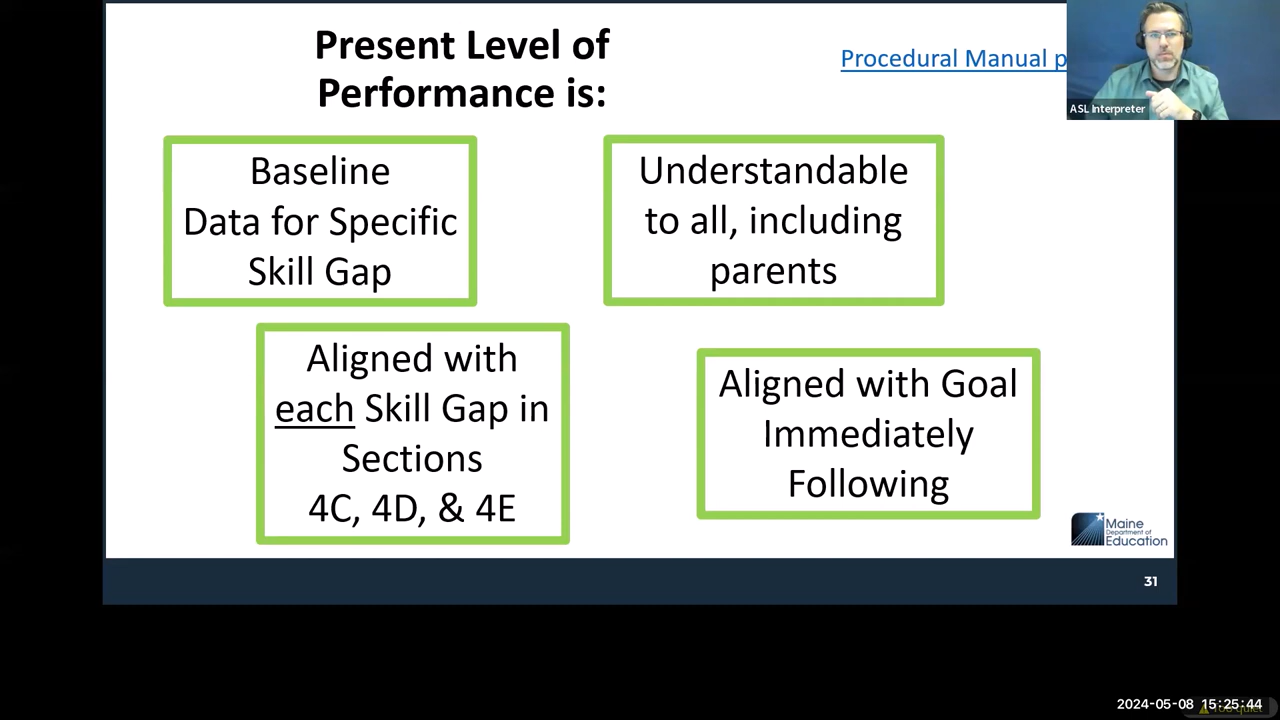 Present Level of
Performance is:
Procedural Manual p
ASL Interpreter
Baseline
Data for Specific
Skill Gap
Understandable
to all, including
parents
Aligned with
each Skill Gap in
Sections
4C, 4D, & 4E
Aligned with Goal
Immediately
Following
Maine
Department of
Education
31
2024-05-08 15:25:44